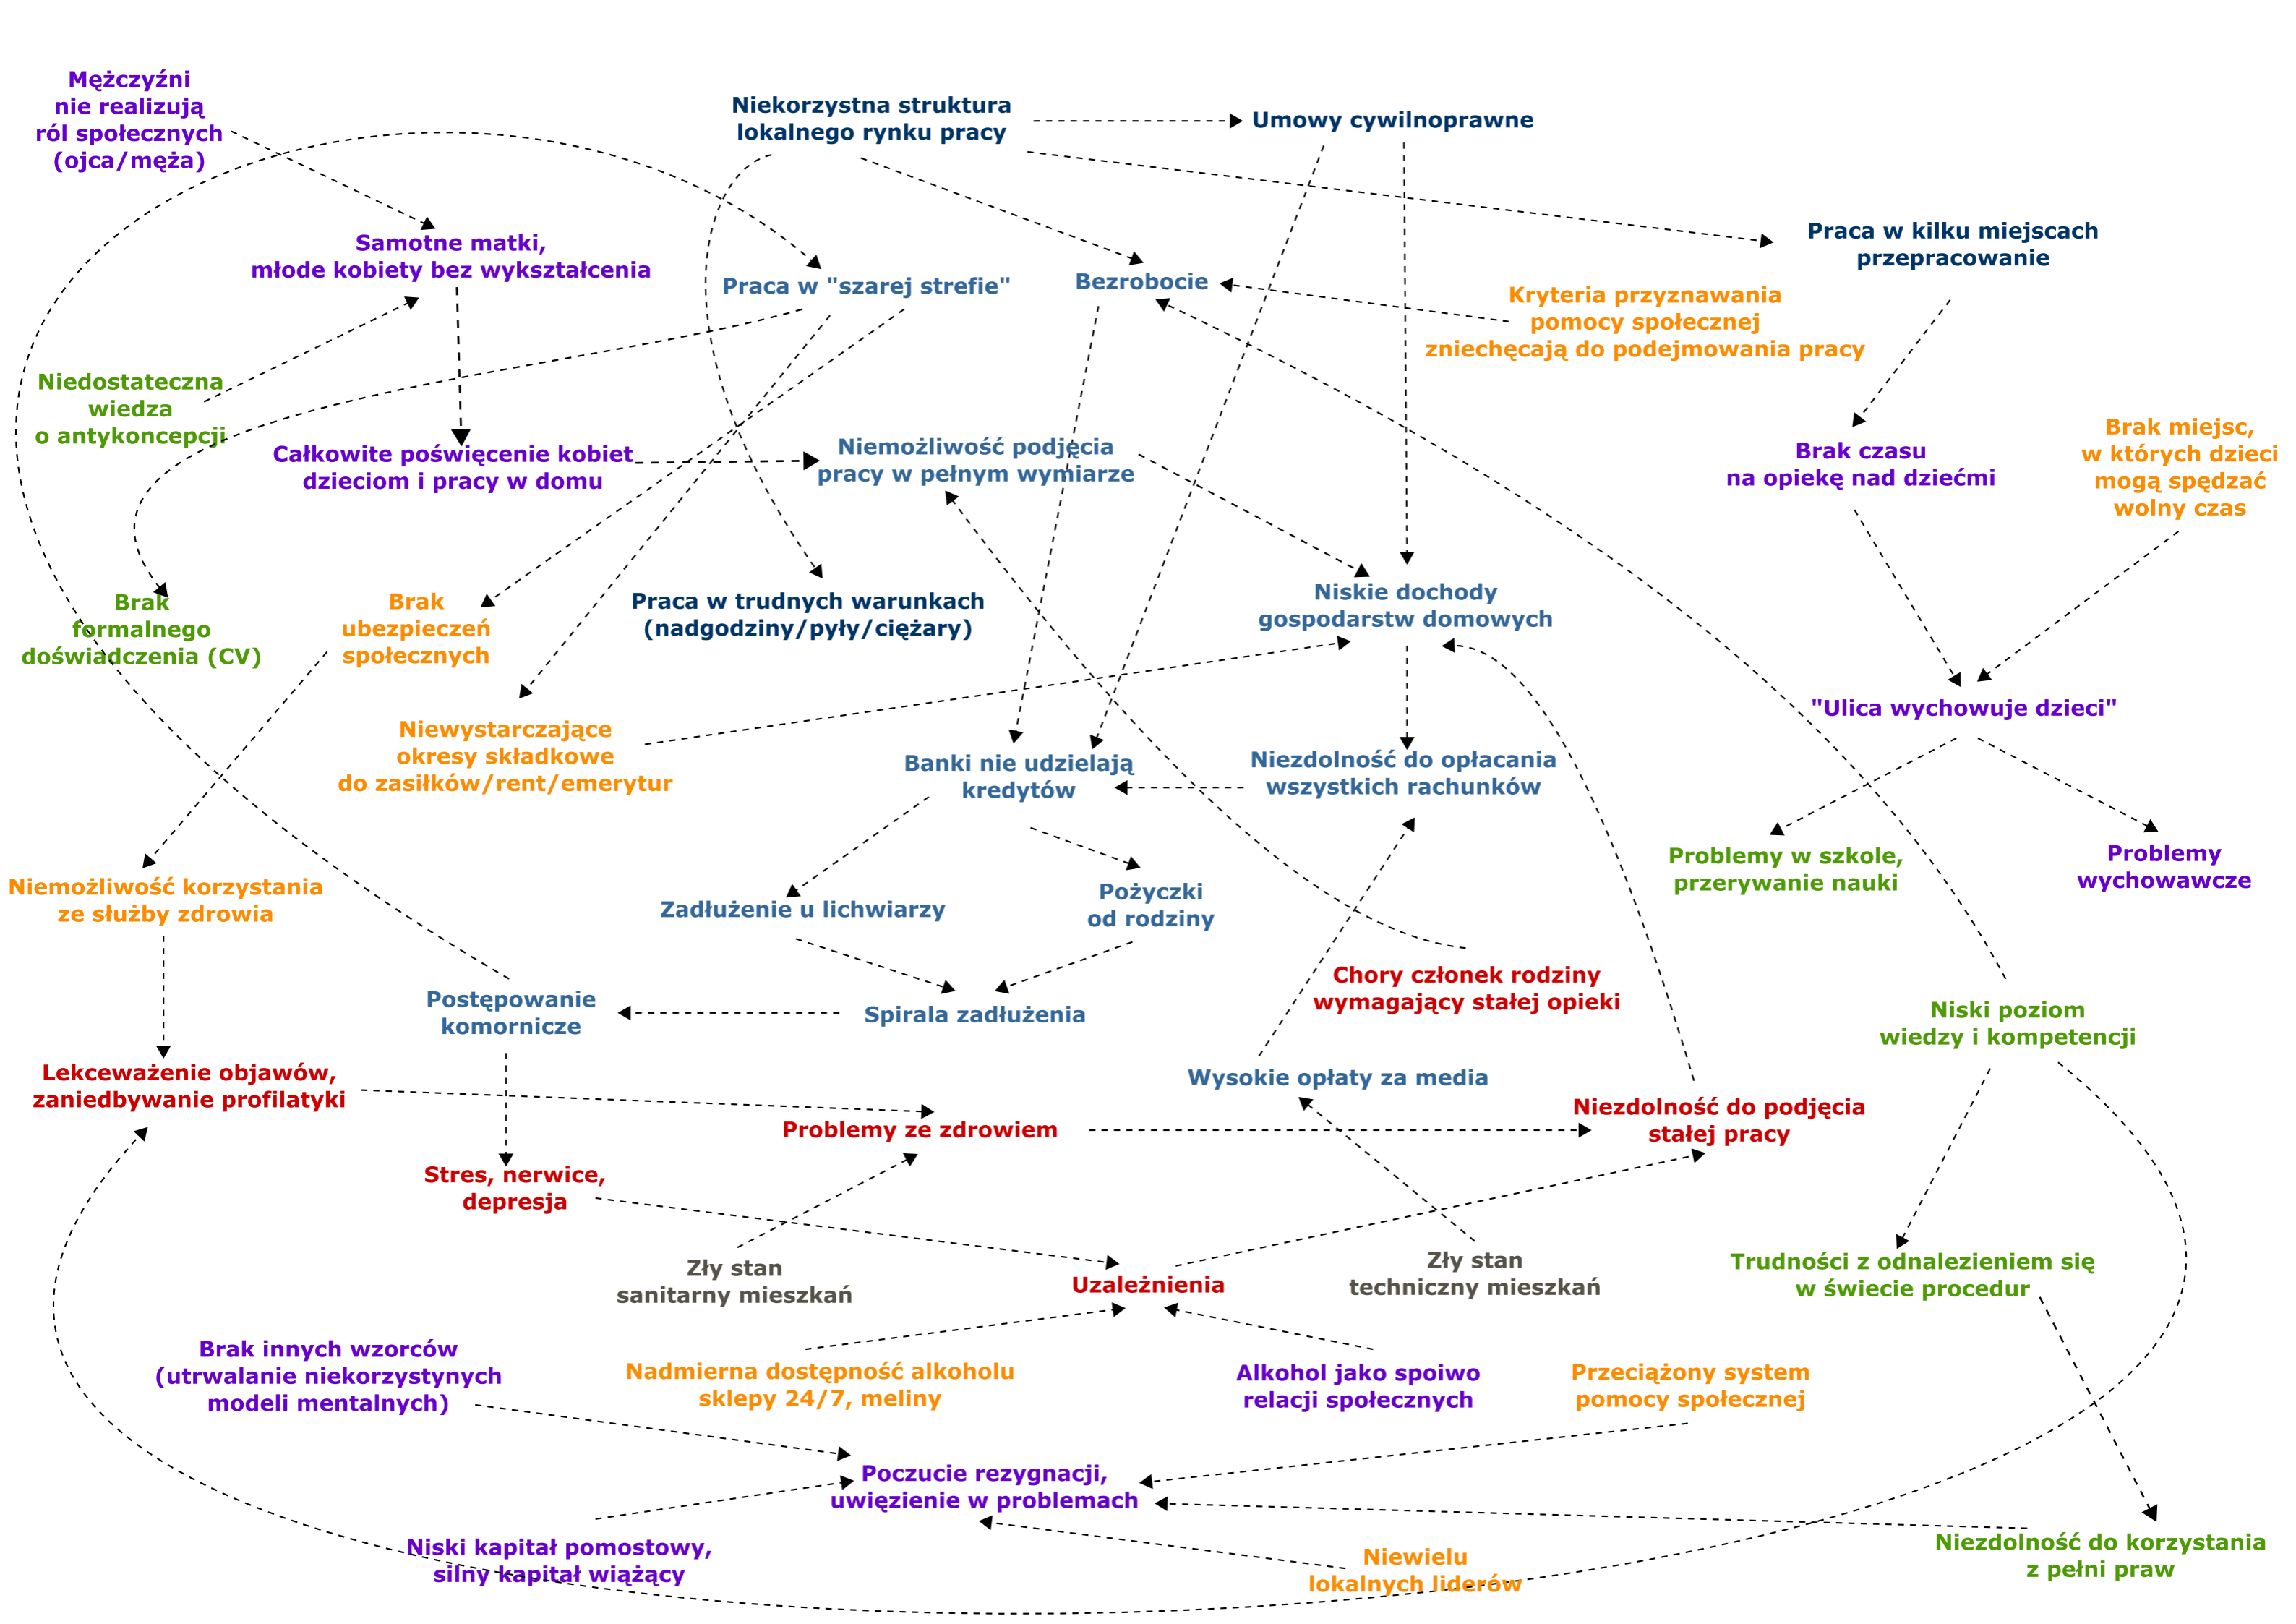 Mężczyźni
nie realizują
ról społecznych
(ojca/męża)
Niekorzystna struktura
lokalnego rynku pracy
Umowy cywilnoprawne
Samotne matki,
młode kobiety bez wykształcenia
Praca w "szarej strefie"
Bezrobocie
Praca w kilku miejscach
przepracowanie
Kryteria przyznawania
pomocy społecznej
zniechęcają do podejmowania pracy
Niedostateczna
wiedza
o antykoncepcji
Całkowite poświęcenie kobiet
dzieciom i pracy w domu
Niemożliwość podjęcia
pracy w pełnym wymiarze
Brak czasu
na opiekę nad dziećmi
Brak miejsc,
w których dzieci
mogą spędzać
wolny czas
Brak
formalnego
doświadczenia (CV)
Brak
ubezpieczeń
społecznych
Praca w trudnych warunkach
(nadgodziny/pyły/ciężary)
Niskie dochody
gospodarstw domowych
"Ulica wychowuje dzieci"
Niewystarczające
okresy składkowe
do zasiłków/rent/emerytur
Banki nie udzielają
kredytów
Niezdolność do opłacania
wszystkich rachunków
Problemy w szkole,
przerywanie nauki
Problemy
wychowawcze
Niemożliwość korzystania
ze służby zdrowia
Zadłużenie u lichwiarzy
Pożyczki
od rodziny
Chory członek rodziny
wymagający stałej opieki
Postępowanie
komornicze
Spirala zadłużenia
Niski poziom
wiedzy i kompetencji
Lekceważenie objawów,
zaniedbywanie profilatyki
Wysokie opłaty za media
Problemy ze zdrowiem
Niezdolność do podjęcia
stałej pracy
Stres, nerwice,
depresja
Zły stan
sanitarny mieszkań
Uzależnienia
Zły stan
techniczny mieszkań
Trudności z odnalezieniem się
w świecie procedur
Brak innych wzorców
(utrwalanie niekorzystynych
modeli mentalnych)
Nadmierna dostępność alkoholu
sklepy 24/7, meliny
Alkohol jako spoiwo
relacji społecznych
Przeciążony system
pomocy społecznej
Poczucie rezygnacji,
uwięzienie w problemach
Niski kapitał pomostowy,
silny kapitał wiążący
Niewielu
lokalnych liderów
Niezdolność do korzystania
z pełni praw